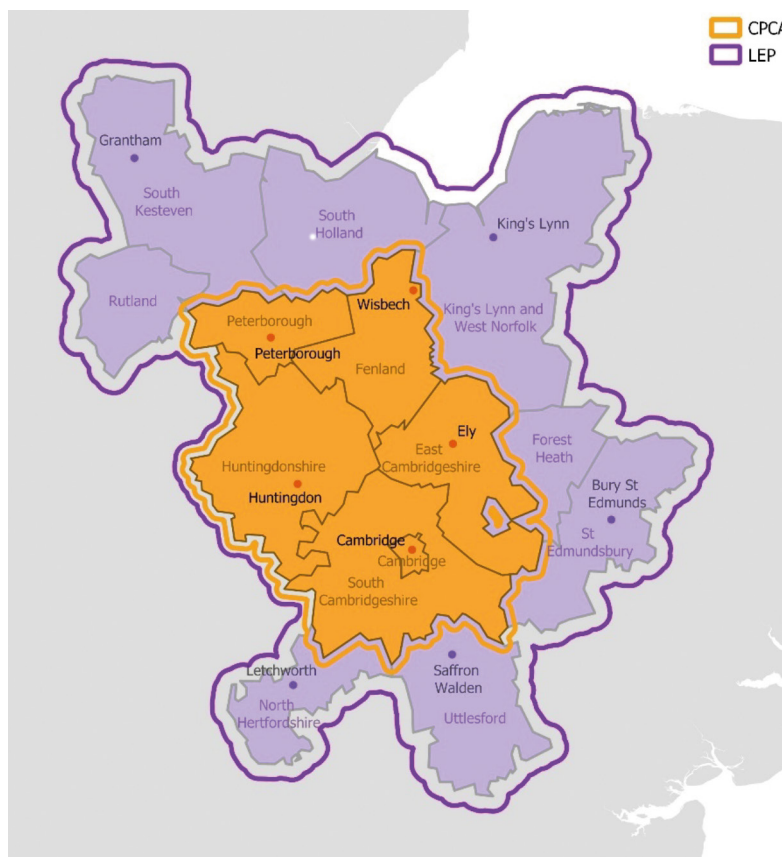 CPCA
LEP
Grantham
South
Kesteven
South
Holland
King's Lynn
Rutland
Wisbech
King's Lynn and
West Norfolk
Peterborough
Peterborough
Fenland
Ely
East
Cambridgeshire
Forest
Heath
Huntingdonshire
Huntingdon
Bury St
Edmunds
St
Edmundsbury
Cambridge
Cambridge
South
Cambridgeshire
Letchworth
North
Hertfordshire
Saffron
Walden
Uttlesford